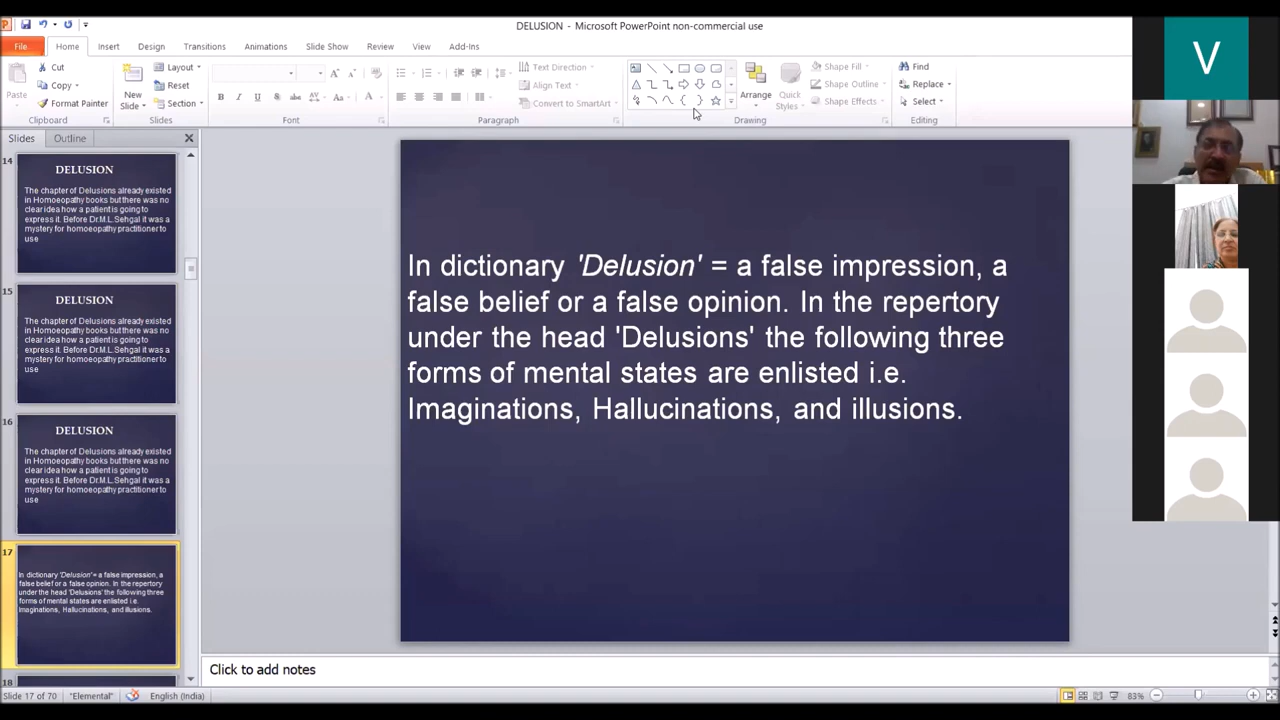 DELUSION - Microsoft PowerPoint non-commercial use
File Home Insert Design Transitions Animations Slide Show Review View Add-Ins
Paste
Cut
Copy
Format Painter
Clipboard
New Slide
Layout
Reset
Section
Slides
Font
Paragraph
Text Direction
Align Text
Convert to SmartArt
Arrange
Quick Styles
Shape Fill
Shape Outline
Shape Effects
Drawing
Find
Replace
Select
Editing
V
Slides Outline
14
DELUSION
The chapter of Delusions already existed
in Homoeopathy books but there was no
clear idea how a patient is going to
express it. Before Dr.M.L.Sehgal it was a
mystery for homoeopathy practitioner to
use
15
DELUSION
The chapter of Delusions already existed
in Homoeopathy books but there was no
clear idea how a patient is going to
express it. Before Dr.M.L.Sehgal it was a
mystery for homoeopathy practitioner to
use
16
DELUSION
The chapter of Delusions already existed
in Homoeopathy books but there was no
clear idea how a patient is going to
express it. Before Dr.M.L.Sehgal it was a
mystery for homoeopathy practitioner to
use
17
In dictionary 'Delusion' = a false impression, a
false belief or a false opinion. In the repertory
under the head 'Delusions' the following three
forms of mental states are enlisted i.e.
Imaginations, Hallucinations, and illusions.
18
In dictionary 'Delusion' = a false impression, a
false belief or a false opinion. In the repertory
under the head 'Delusions' the following three
forms of mental states are enlisted i.e.
Imaginations, Hallucinations, and illusions.
Click to add notes
Slide 17 of 70 "Elemental" English (India) 83%